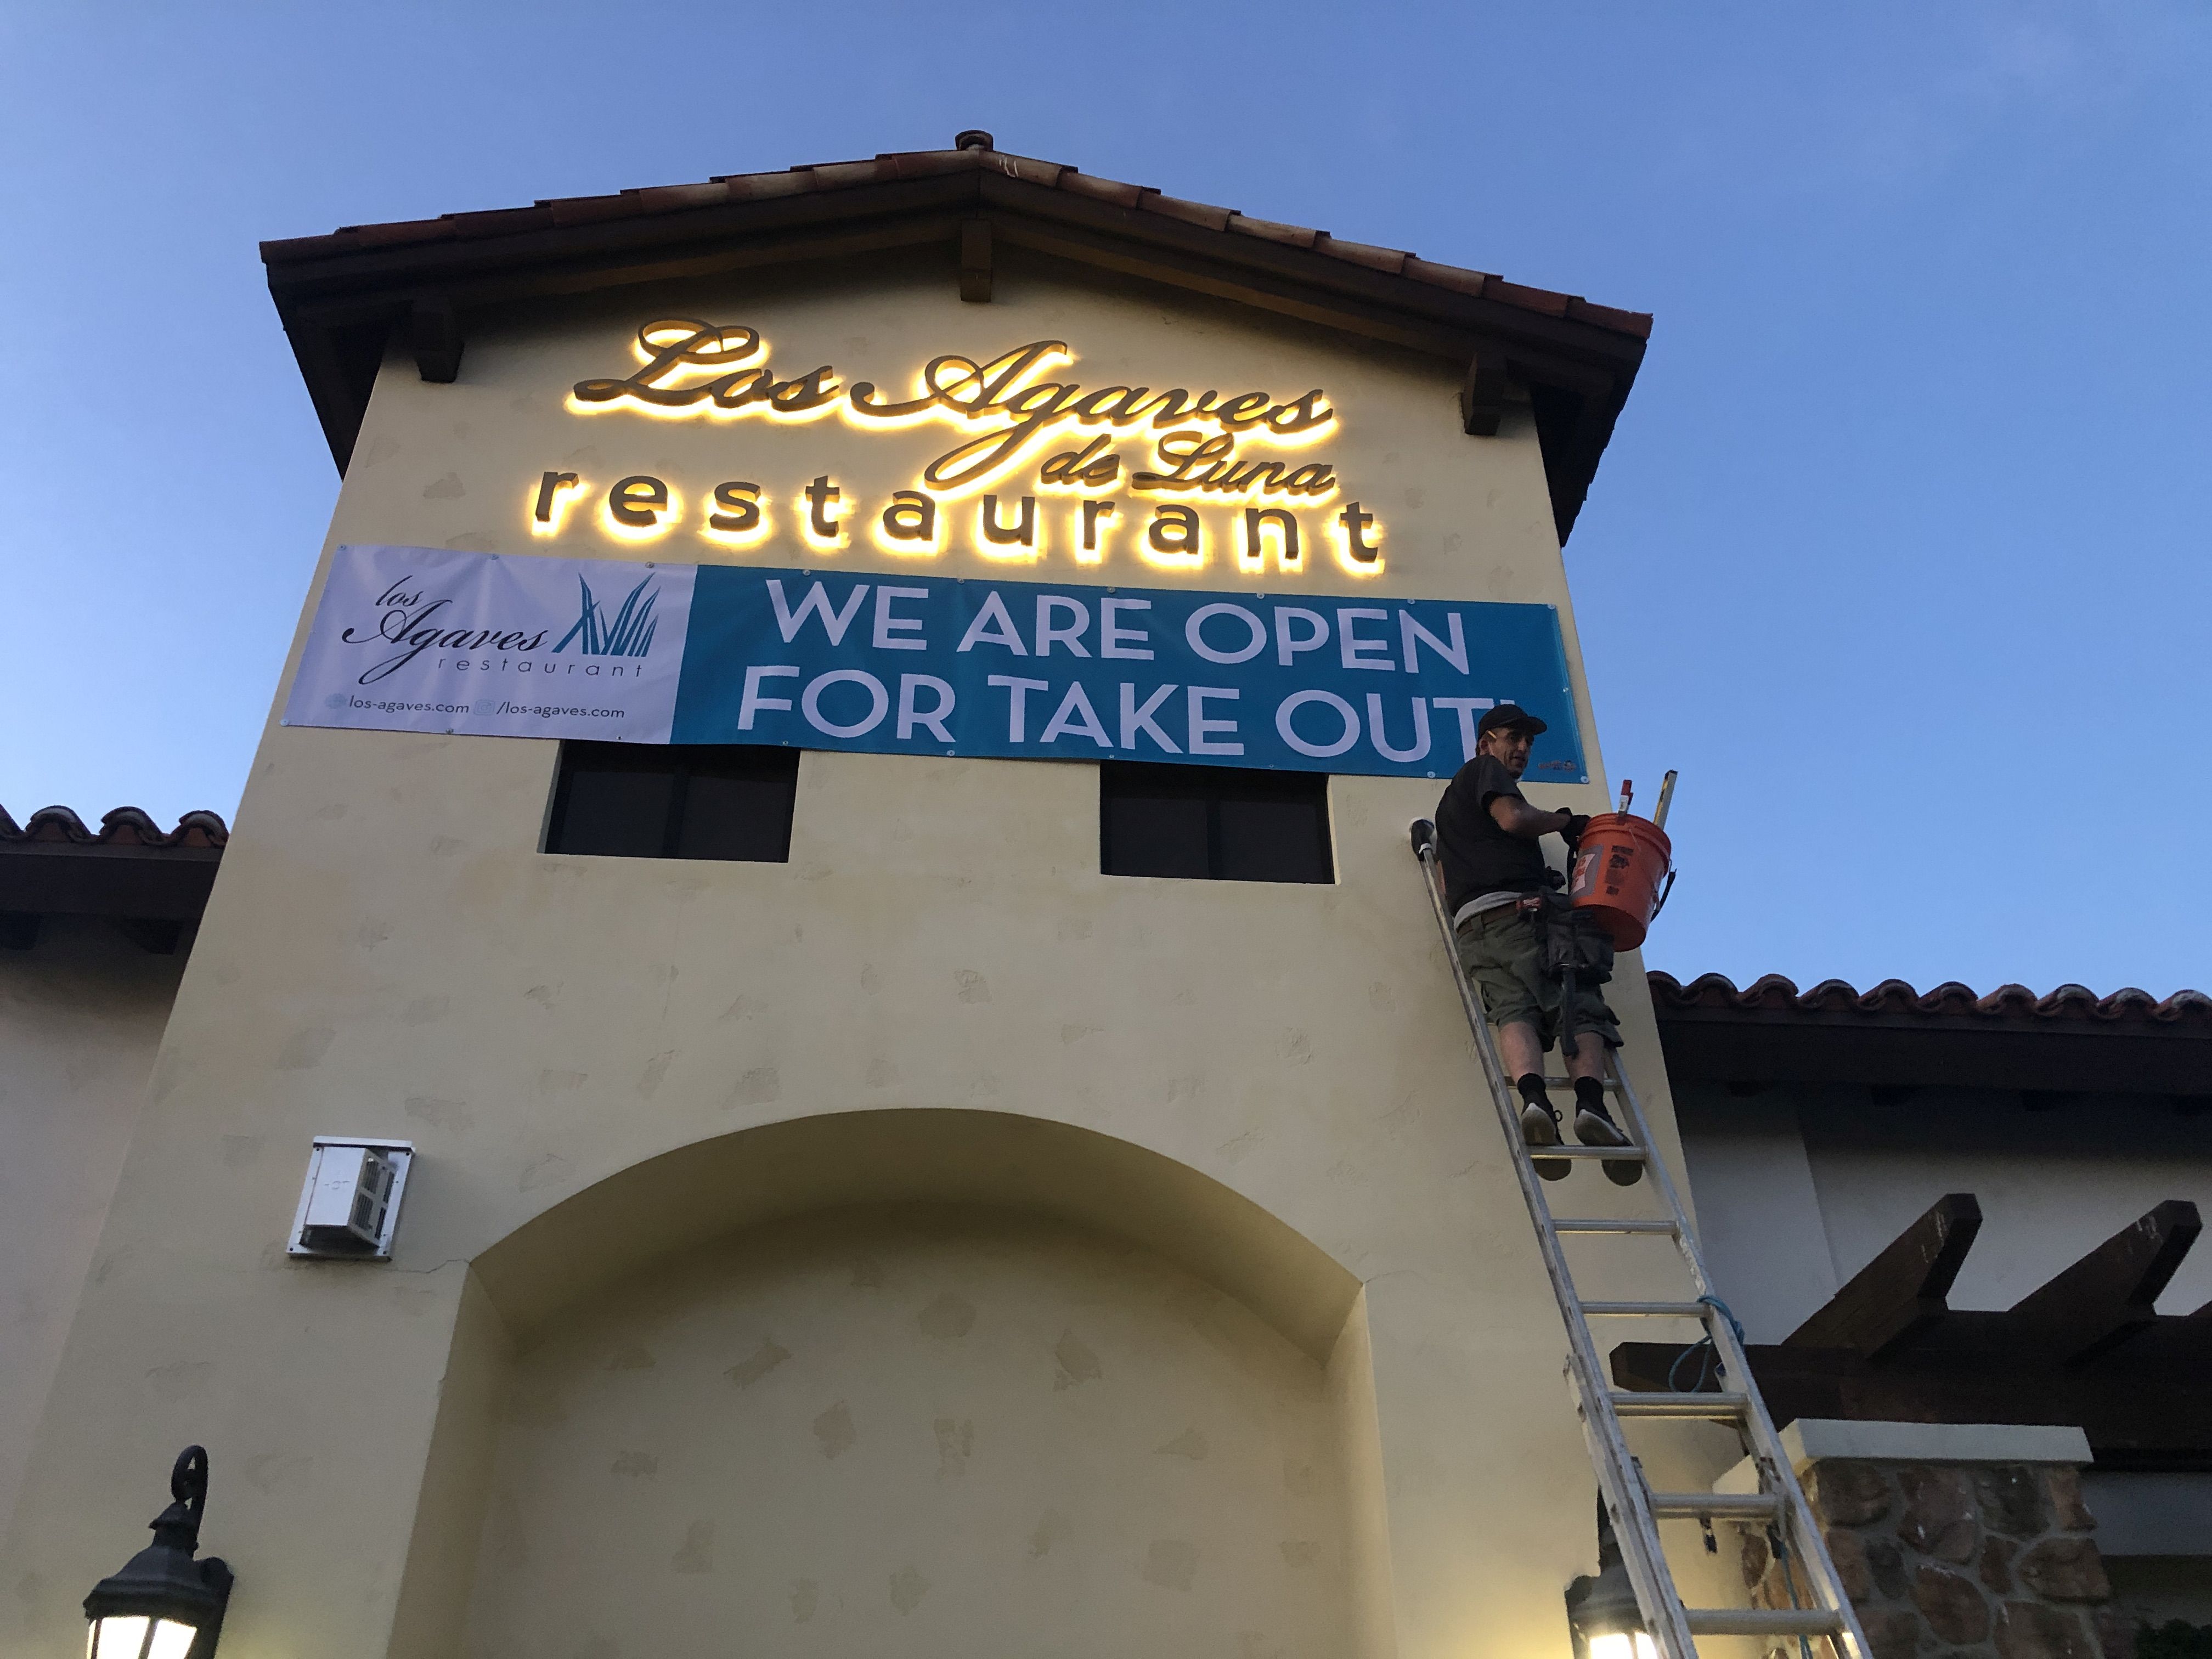 Los Agaves
de Luna
restaurant
los
Agaves
restaurant
los-agaves.com /los-agaves.com
WE ARE OPEN
FOR TAKE OUT!